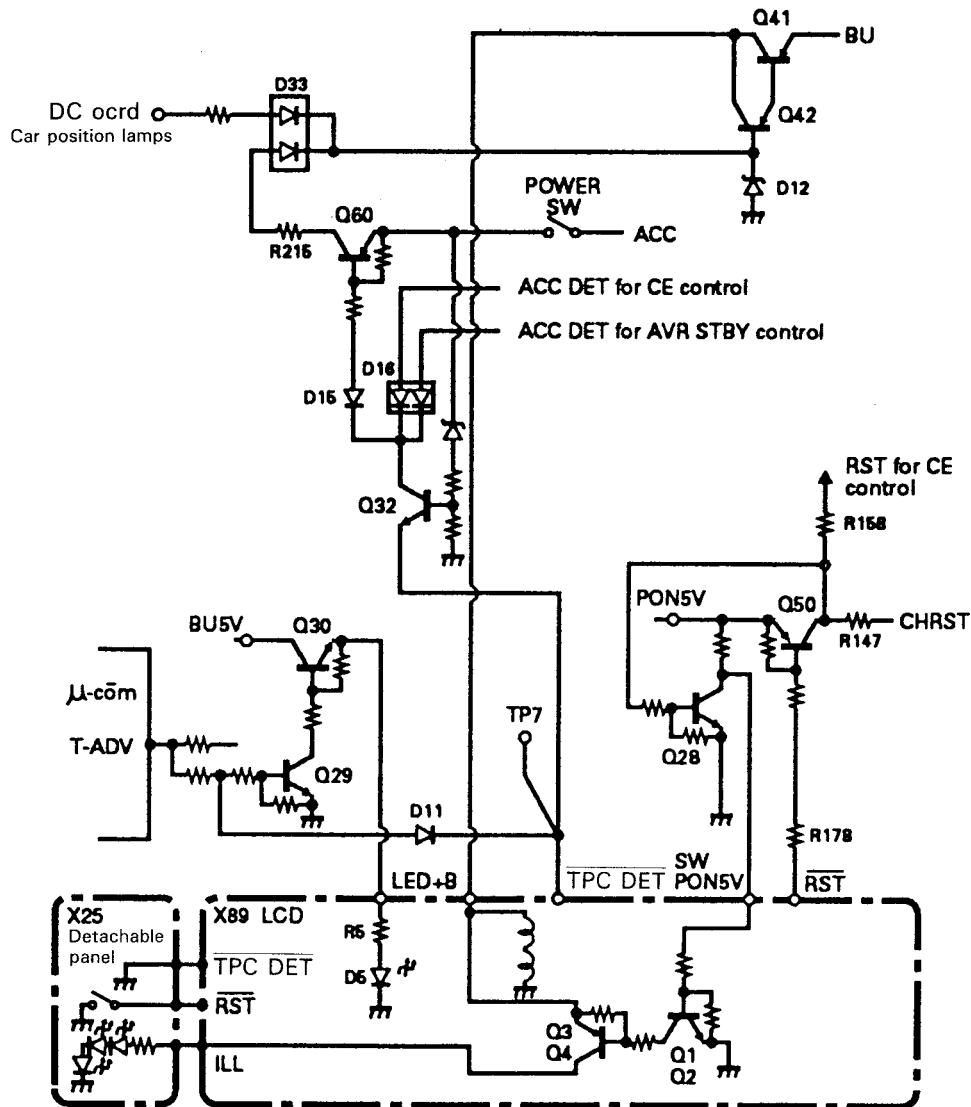 Q41
BU
D33
DC ocrd
Car position lamps
Q42
D12
POWER
SW
ACC
Q60
R215
ACC DET for CE control
ACC DET for AVR STBY control
D16
D15
RST for CE
control
Q32
R158
PON5V
Q50
CHRST
R147
BU5V
Q30
μ-com
T-ADV
TP7
Q28
Q29
D11
R178
LED+B
TPC DET
SW
PON5V
RST
X25
Detachable
panel
X89 LCD
R5
D5
TPC DET
RST
ILL
Q3
Q4
Q1
Q2